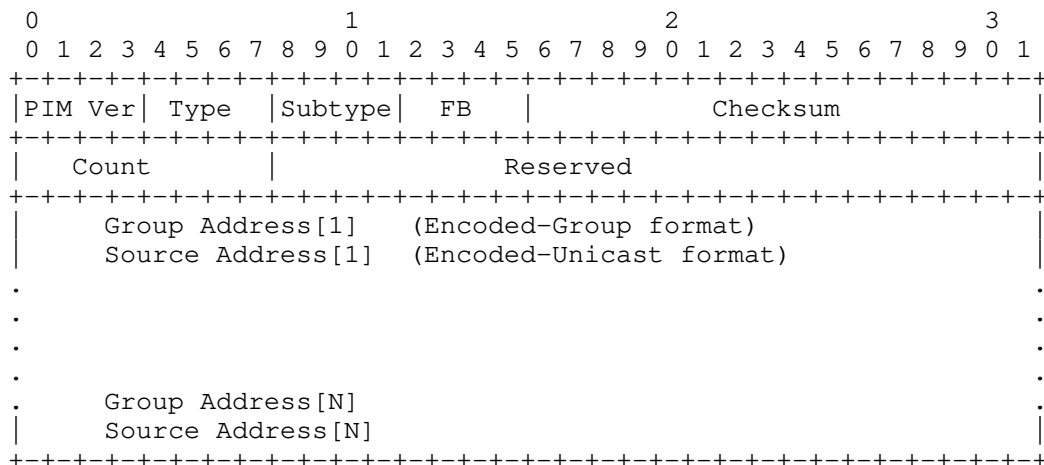 0                   1                   2                   3
 0 1 2 3 4 5 6 7 8 9 0 1 2 3 4 5 6 7 8 9 0 1 2 3 4 5 6 7 8 9 0 1
+-+-+-+-+-+-+-+-+-+-+-+-+-+-+-+-+-+-+-+-+-+-+-+-+-+-+-+-+-+-+-+-+
|PIM Ver| Type  |Subtype|  FB   |           Checksum            |
+-+-+-+-+-+-+-+-+-+-+-+-+-+-+-+-+-+-+-+-+-+-+-+-+-+-+-+-+-+-+-+-+
|   Count       |              Reserved                         |
+-+-+-+-+-+-+-+-+-+-+-+-+-+-+-+-+-+-+-+-+-+-+-+-+-+-+-+-+-+-+-+-+
|     Group Address[1]   (Encoded-Group format)                 |
|     Source Address[1]  (Encoded-Unicast format)               |
.                                                               .
.                                                               .
.                                                               .
.                                                               .
.     Group Address[N]                                          .
|     Source Address[N]                                         |
+-+-+-+-+-+-+-+-+-+-+-+-+-+-+-+-+-+-+-+-+-+-+-+-+-+-+-+-+-+-+-+-+